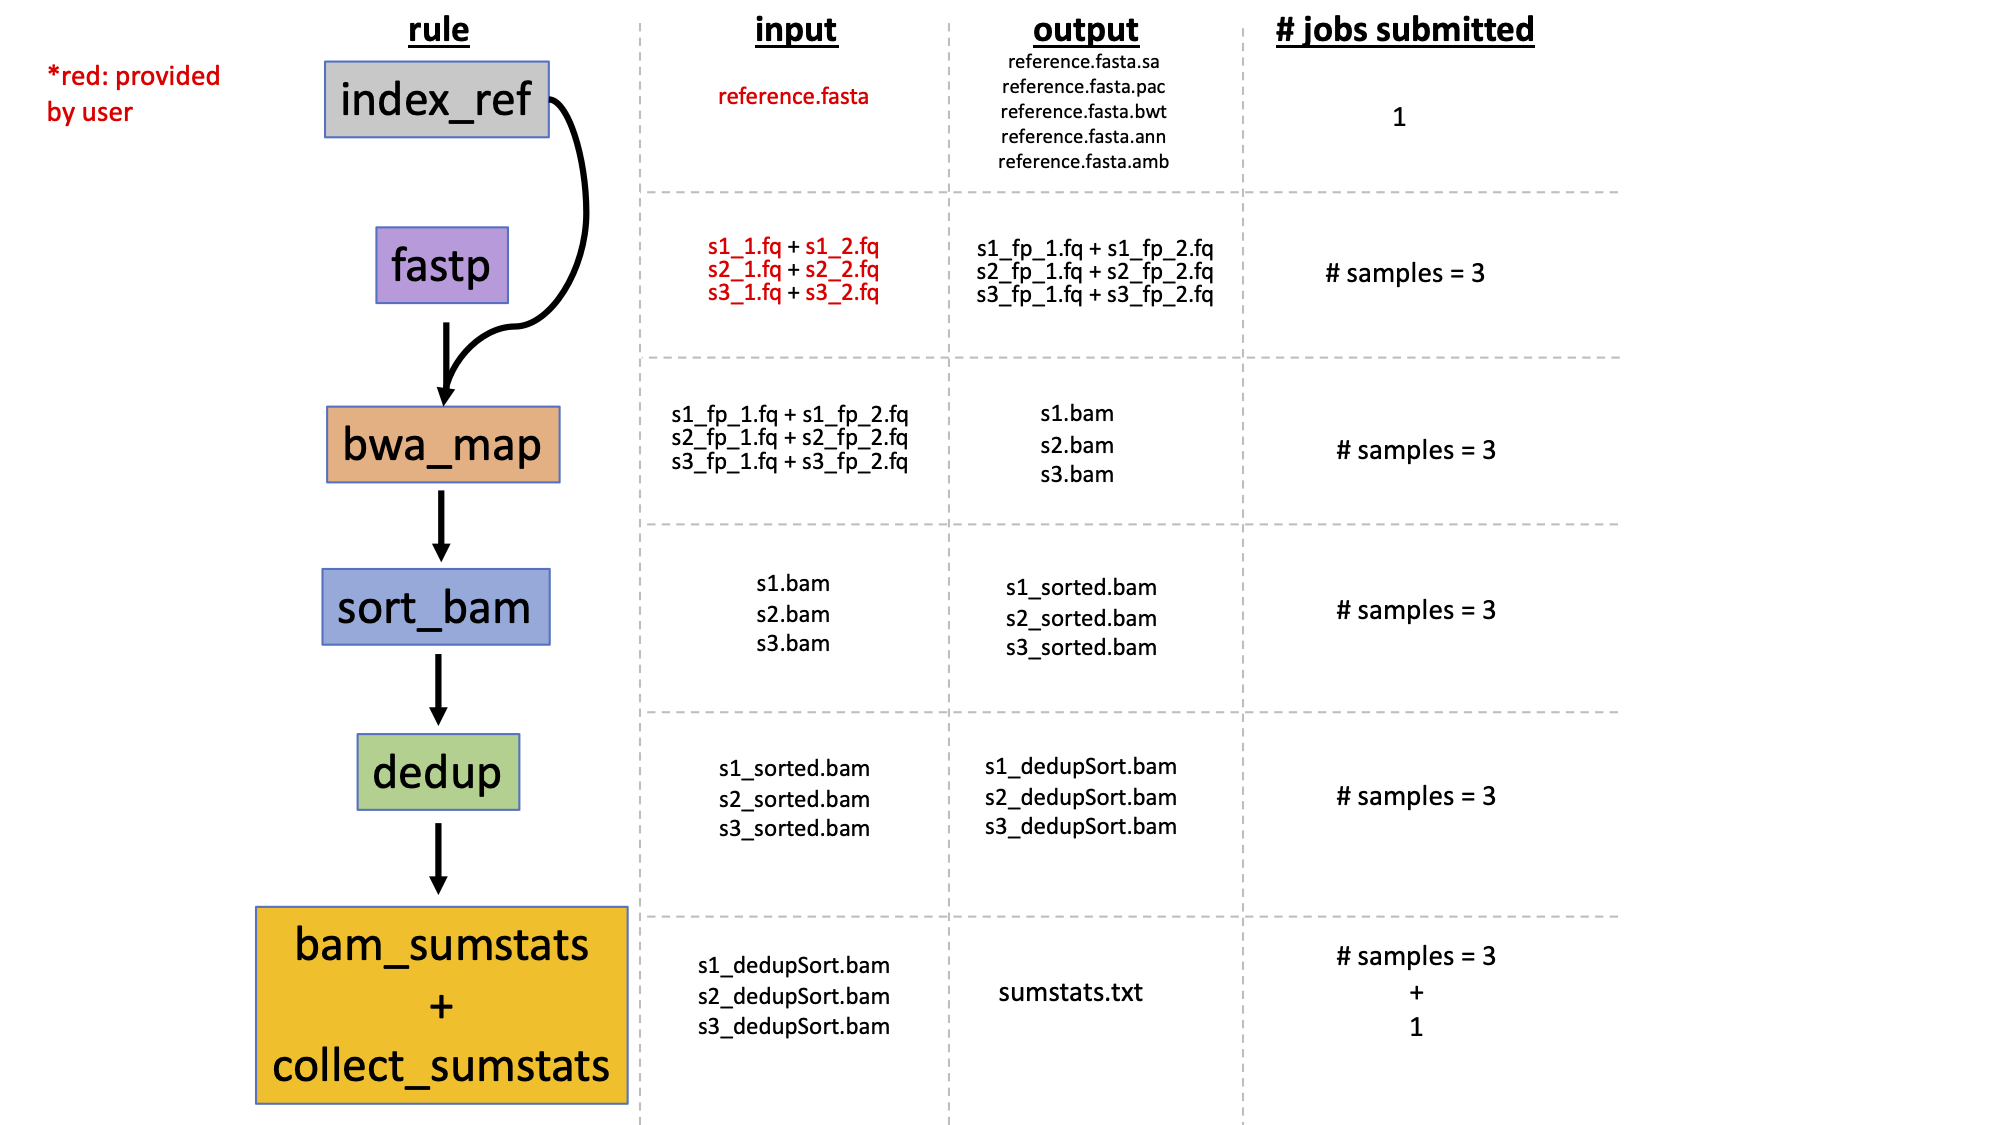 rule
input
output
# jobs submitted
*red: provided
by user
index_ref
reference.fasta
reference.fasta.sa
reference.fasta.pac
reference.fasta.bwt
reference.fasta.ann
reference.fasta.amb
1
fastp
s1_1.fq + s1_2.fq
s2_1.fq + s2_2.fq
s3_1.fq + s3_2.fq
s1_fp_1.fq + s1_fp_2.fq
s2_fp_1.fq + s2_fp_2.fq
s3_fp_1.fq + s3_fp_2.fq
# samples = 3
bwa_map
s1_fp_1.fq + s1_fp_2.fq
s2_fp_1.fq + s2_fp_2.fq
s3_fp_1.fq + s3_fp_2.fq
s1.bam
s2.bam
s3.bam
# samples = 3
sort_bam
s1.bam
s2.bam
s3.bam
s1_sorted.bam
s2_sorted.bam
s3_sorted.bam
# samples = 3
dedup
s1_sorted.bam
s2_sorted.bam
s3_sorted.bam
s1_dedupSort.bam
s2_dedupSort.bam
s3_dedupSort.bam
# samples = 3
bam_sumstats
+
collect_sumstats
s1_dedupSort.bam
s2_dedupSort.bam
s3_dedupSort.bam
sumstats.txt
# samples = 3
+
1